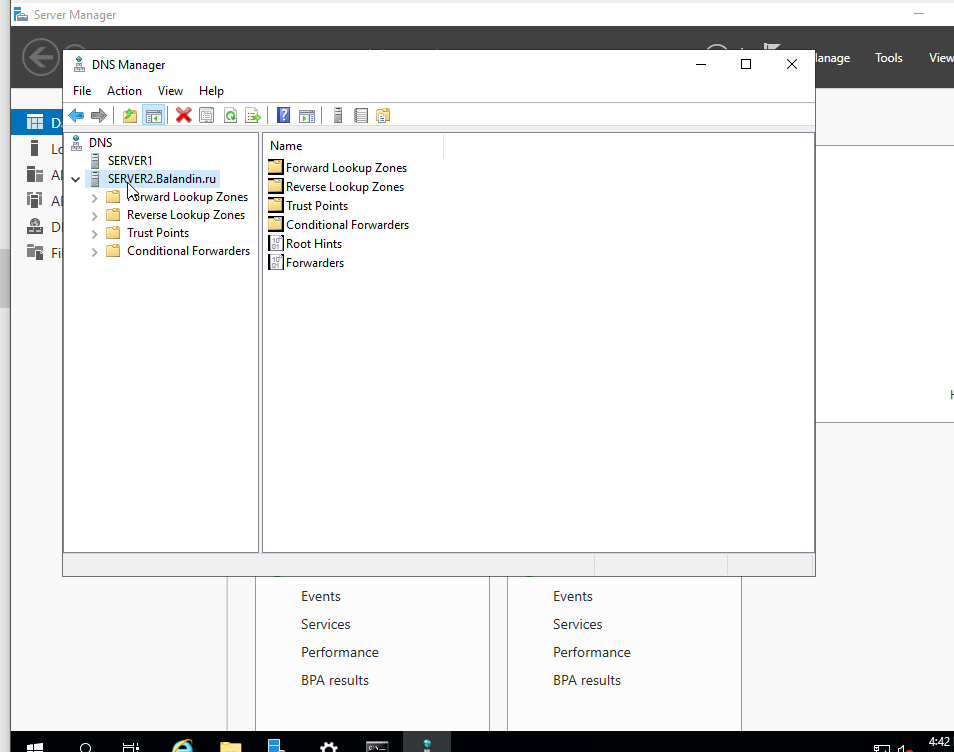 Server Manager
DNS Manager
Manage
Tools
View
File
Action
View
Help
DNS
SERVER1
SERVER2.Balandin.ru
Forward Lookup Zones
Reverse Lookup Zones
Trust Points
Conditional Forwarders
Name
Forward Lookup Zones
Reverse Lookup Zones
Trust Points
Conditional Forwarders
Root Hints
Forwarders
Events
Services
Performance
BPA results
Events
Services
Performance
BPA results
4:42